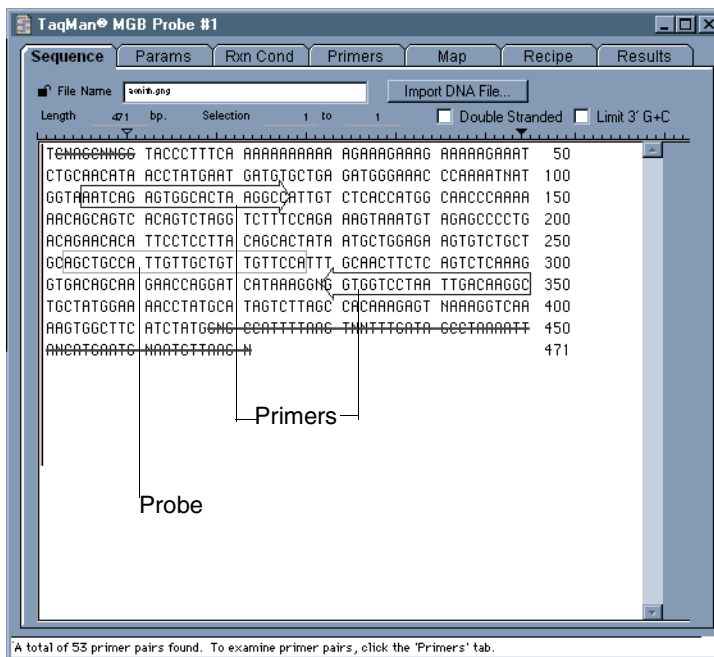 TaqMan® MGB Probe #1
Sequence Params Rxn Cond Primers Map Recipe Results
File Name smith.sng Import DNA File...
Length 471 bp. Selection 1 to 1 Double Stranded Limit 3' G+C
TCNAGCNNGG TACCCTTTCA AAAAAAAAAA AGAAAGAAAG AAAAAGAAAT 50
CTGCAACATA ACCTATGAAT GATGTGCTGA GATGGGAAAC CCAAAATNAT 100
GGTAAATCAG AGTGGCACTA AGGCCATTGT CTCACCATGG CAACCCAAAA 150
AACAGCAGTC ACAGTCTAGG TCTTTCCAGA AAGTAAATGT AGAGCCCCTG 200
ACAGAACACA TTCCTCCTTA CAGCACTATA ATGCTGGAGA AGTGTCTGCT 250
GCAGCTGCCA TTGTTGCTGT TGTTCCATTT GCAACTTCTC AGTCTCAAAG 300
GTGACAGCAA GAACCAGGAT CATAAAGGNG GTGGTCCTAA TTGACAAGGC 350
TGCTATGGAA AACCTATGCA TAGTCTTAGC CACAAAGAGT NAAAGGTCAA 400
AAGTGGCTTC ATCTATGGNG CCATTTTAAG TNNTTTGATA GCCTAAAATT 450
ANCATGAATG NAATGTTAAG N 471
Primers
Probe
A total of 53 primer pairs found. To examine primer pairs, click the 'Primers' tab.